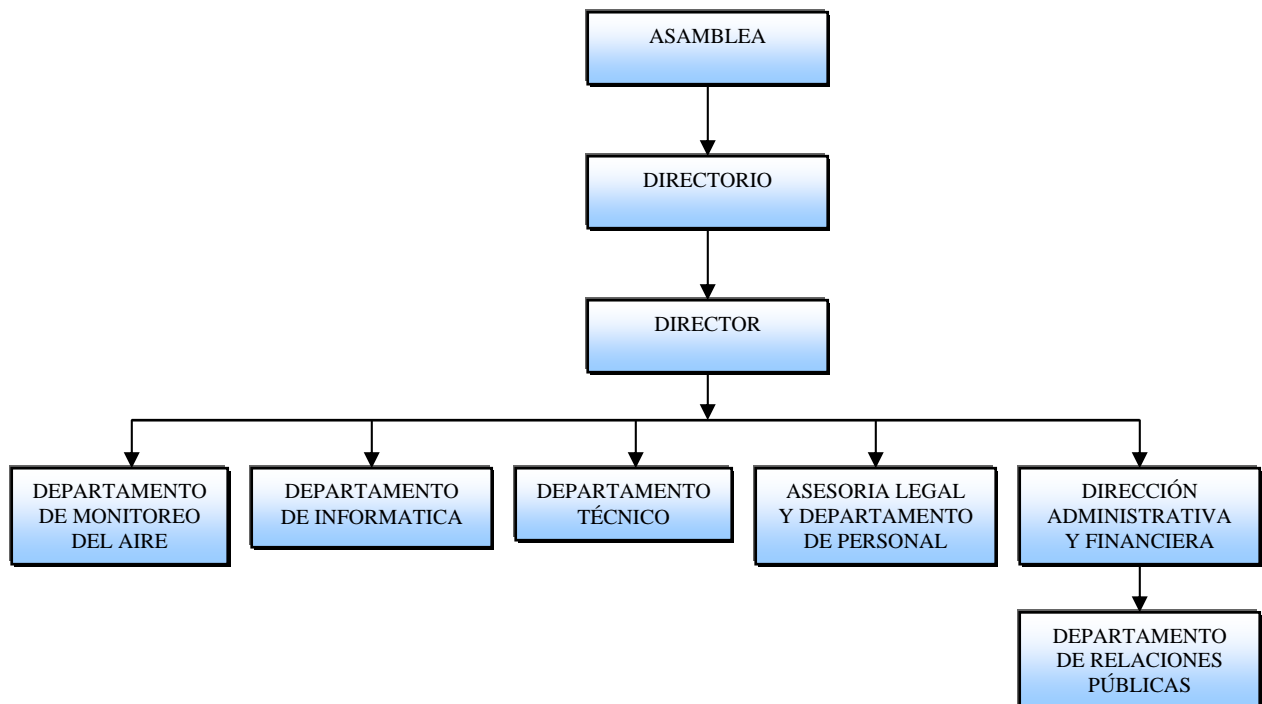 ASAMBLEA
DIRECTORIO
DIRECTOR
DEPARTAMENTO
DE MONITOREO
DEL AIRE
DEPARTAMENTO
DE INFORMATICA
DEPARTAMENTO
TÉCNICO
ASESORIA LEGAL
Y DEPARTAMENTO
DE PERSONAL
DIRECCIÓN
ADMINISTRATIVA
Y FINANCIERA
DEPARTAMENTO
DE RELACIONES
PÚBLICAS